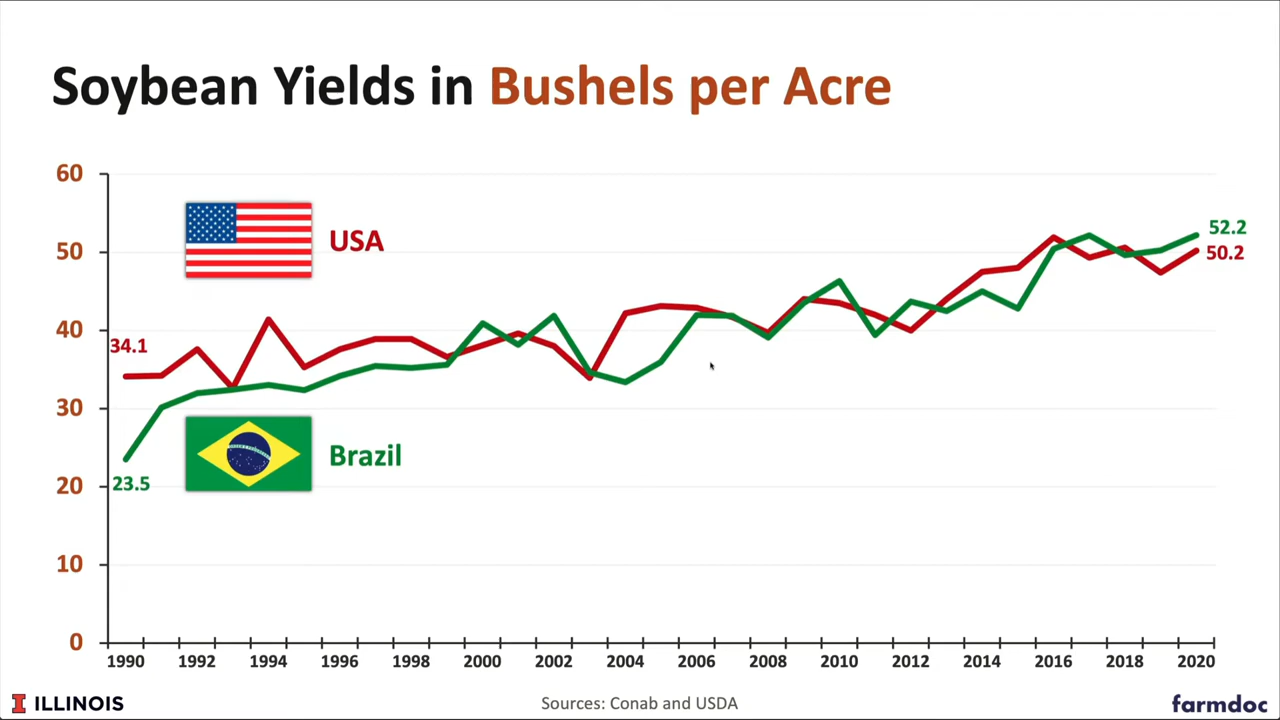 Soybean Yields in Bushels per Acre
60
50
40
30
20
10
0
USA
Brazil
34.1
23.5
52.2
50.2
1990 1992 1994 1996 1998 2000 2002 2004 2006 2008 2010 2012 2014 2016 2018 2020
I ILLINOIS
Sources: Conab and USDA
farmdoc